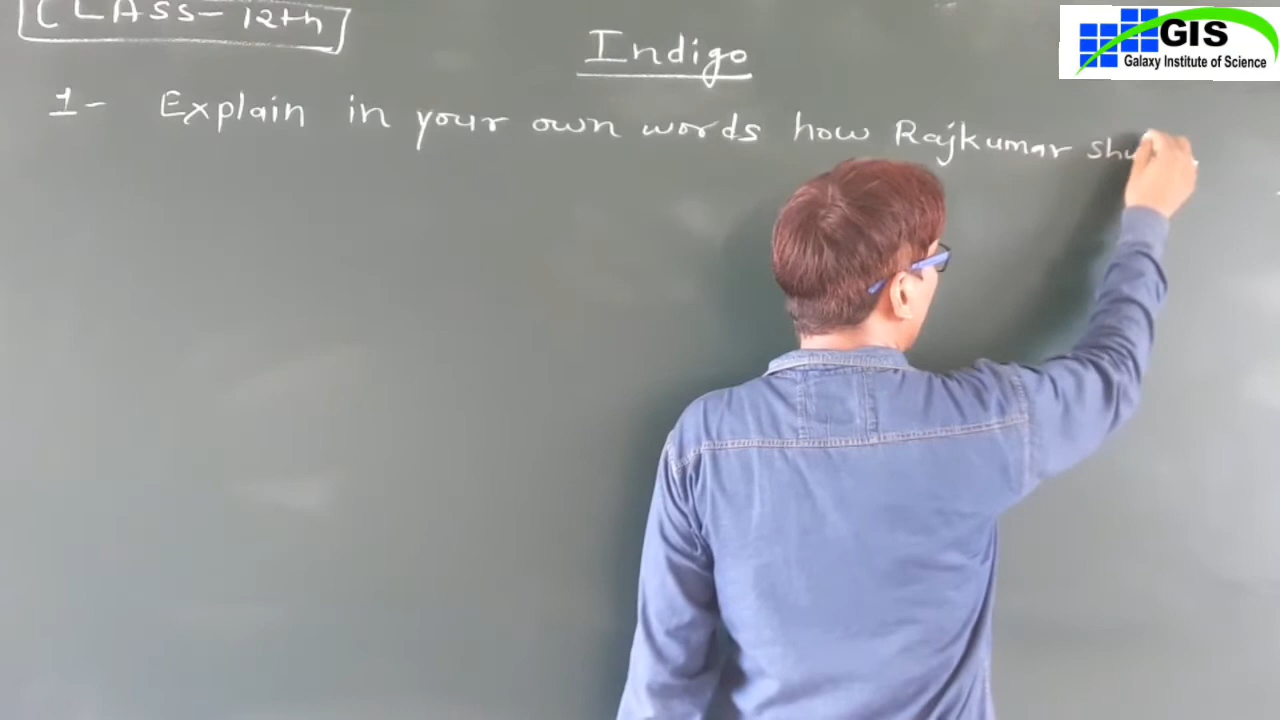 CLASS-12th
Indigo
GIS
Galaxy Institute of Science
1- Explain in your own words how Rajkumar shu